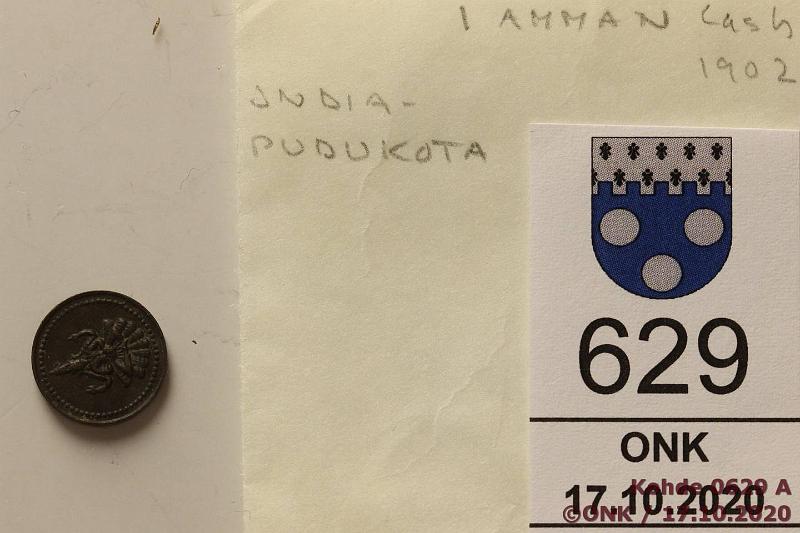 1 AMMAN Cash
1902
INDIA-
PUDUKOTA
629
ONK
17.10.2020
Kohde 0629 A
©ONK / 17.10.2020